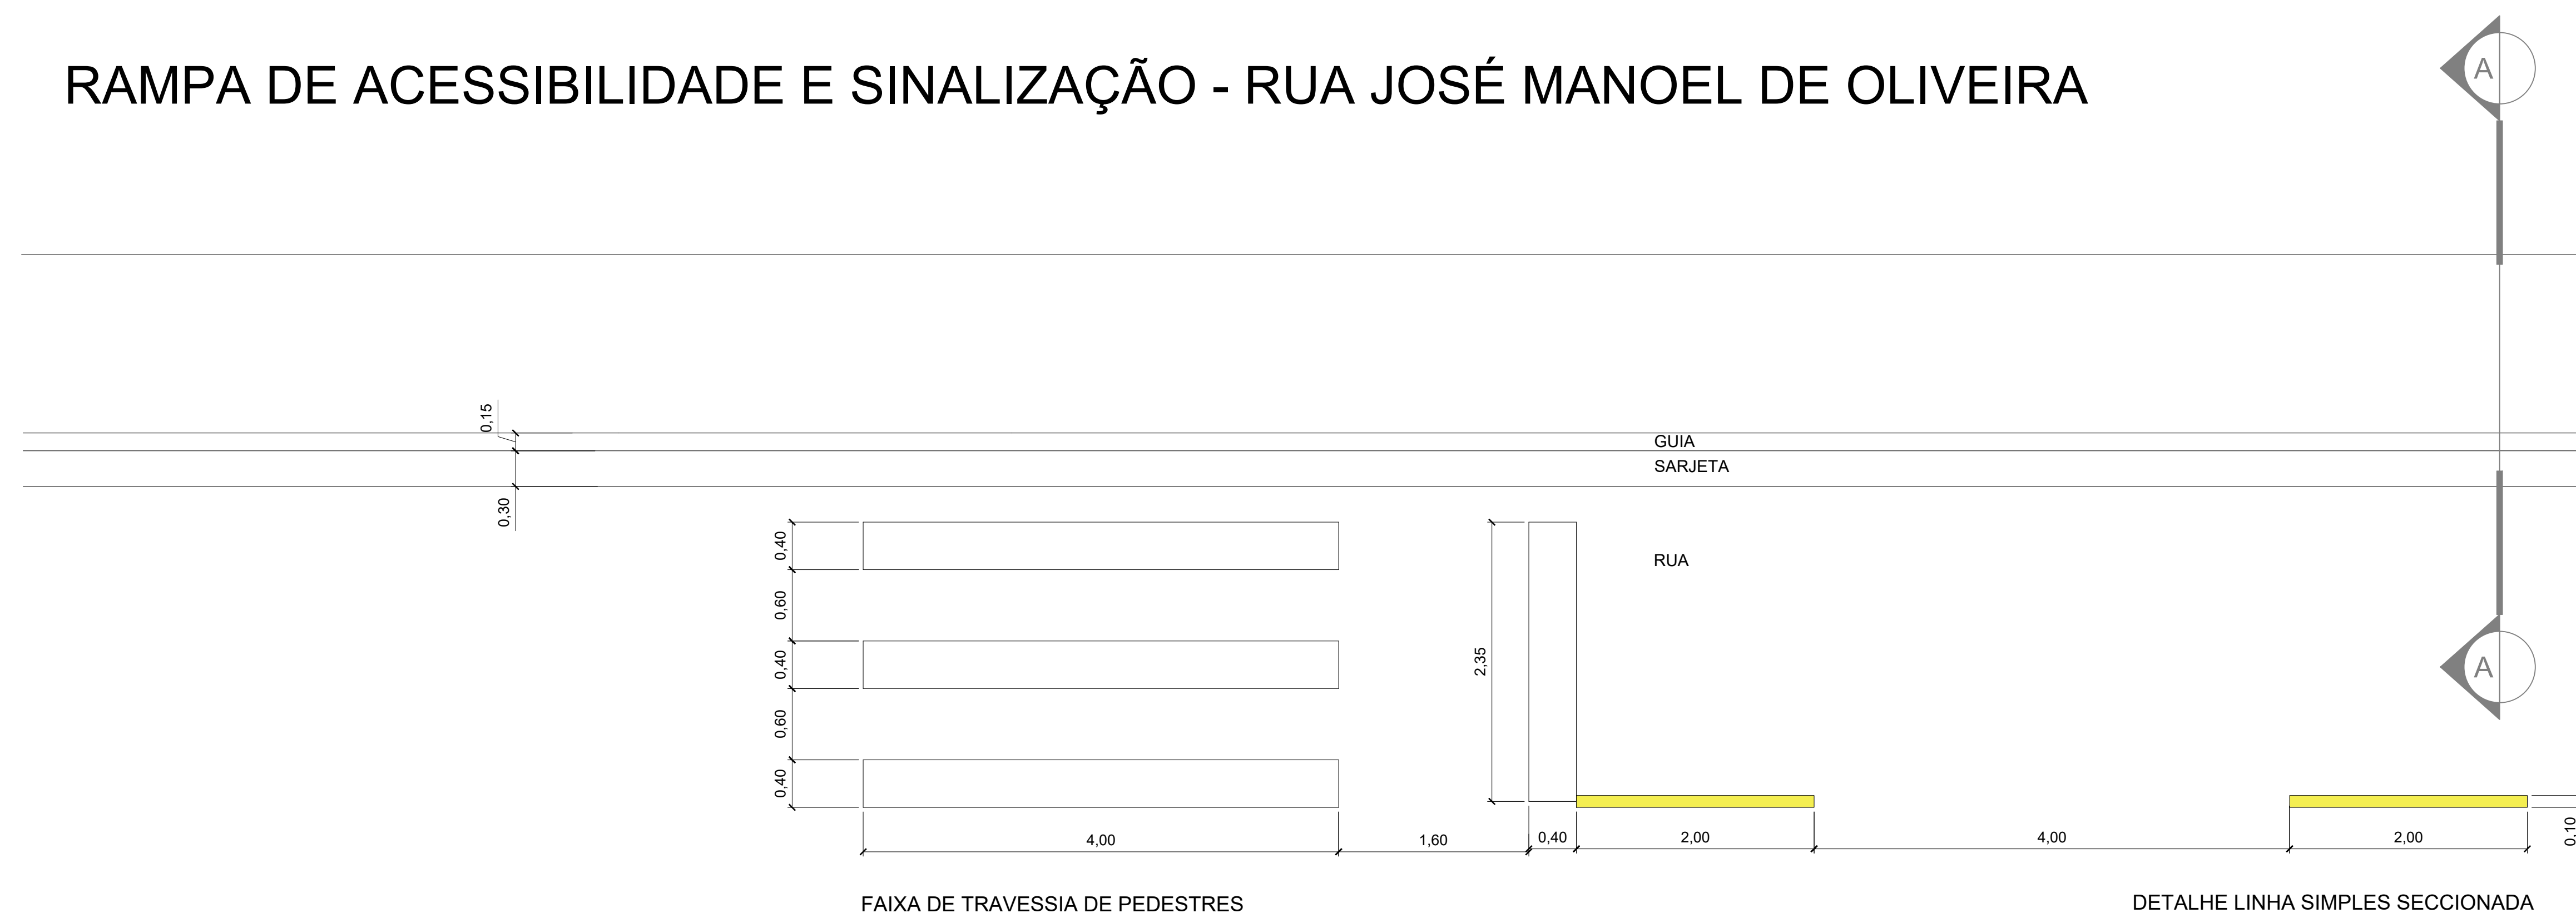 RAMPA DE ACESSIBILIDADE E SINALIZAÇÃO - RUA JOSÉ MANOEL DE OLIVEIRA
A
0,15
GUIA
SARJETA
0,30
0,40
0,60
0,40
0,60
0,40
2,35
RUA
A
4,00
1,60
0,40
2,00
4,00
2,00
0,10
FAIXA DE TRAVESSIA DE PEDESTRES
DETALHE LINHA SIMPLES SECCIONADA